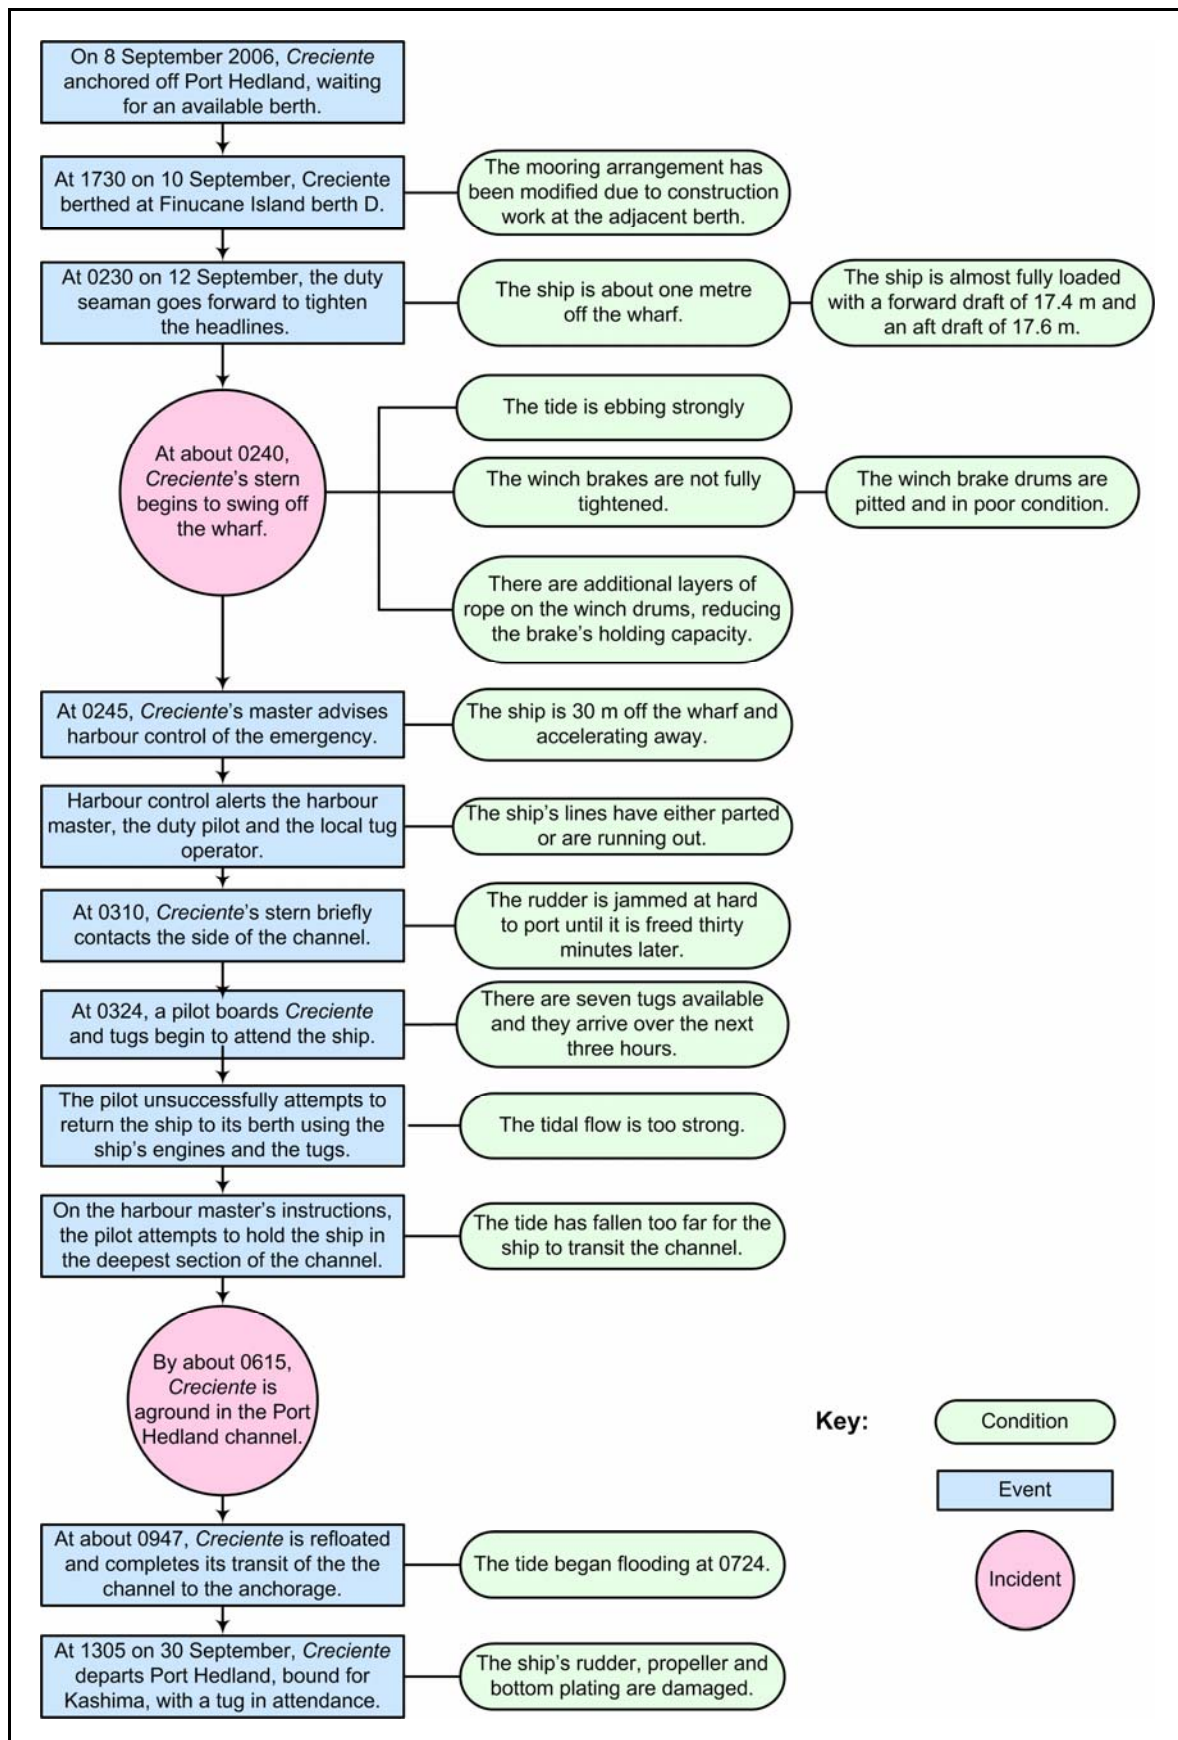 On 8 September 2006, Creciente
anchored off Port Hedland, waiting
for an available berth.
At 1730 on 10 September, Creciente
berthed at Finucane Island berth D.
The mooring arrangement has
been modified due to construction
work at the adjacent berth.
At 0230 on 12 September, the duty
seaman goes forward to tighten
the headlines.
The ship is about one metre
off the wharf.
The ship is almost fully loaded
with a forward draft of 17.4 m and
an aft draft of 17.6 m.
At about 0240,
Creciente's stern
begins to swing off
the wharf.
The tide is ebbing strongly
The winch brakes are not fully
tightened.
The winch brake drums are
pitted and in poor condition.
There are additional layers of
rope on the winch drums, reducing
the brake's holding capacity.
At 0245, Creciente's master advises
harbour control of the emergency.
The ship is 30 m off the wharf and
accelerating away.
Harbour control alerts the harbour
master, the duty pilot and the local tug
operator.
The ship's lines have either parted
or are running out.
At 0310, Creciente's stern briefly
contacts the side of the channel.
The rudder is jammed at hard
to port until it is freed thirty
minutes later.
At 0324, a pilot boards Creciente
and tugs begin to attend the ship.
There are seven tugs available
and they arrive over the next
three hours.
The pilot unsuccessfully attempts to
return the ship to its berth using the
ship's engines and the tugs.
The tidal flow is too strong.
On the harbour master's instructions,
the pilot attempts to hold the ship in
the deepest section of the channel.
The tide has fallen too far for the
ship to transit the channel.
By about 0615,
Creciente is
aground in the Port
Hedland channel.
Key:
Condition
Event
Incident
At about 0947, Creciente is refloated
and completes its transit of the the
channel to the anchorage.
The tide began flooding at 0724.
At 1305 on 30 September, Creciente
departs Port Hedland, bound for
Kashima, with a tug in attendance.
The ship's rudder, propeller and
bottom plating are damaged.